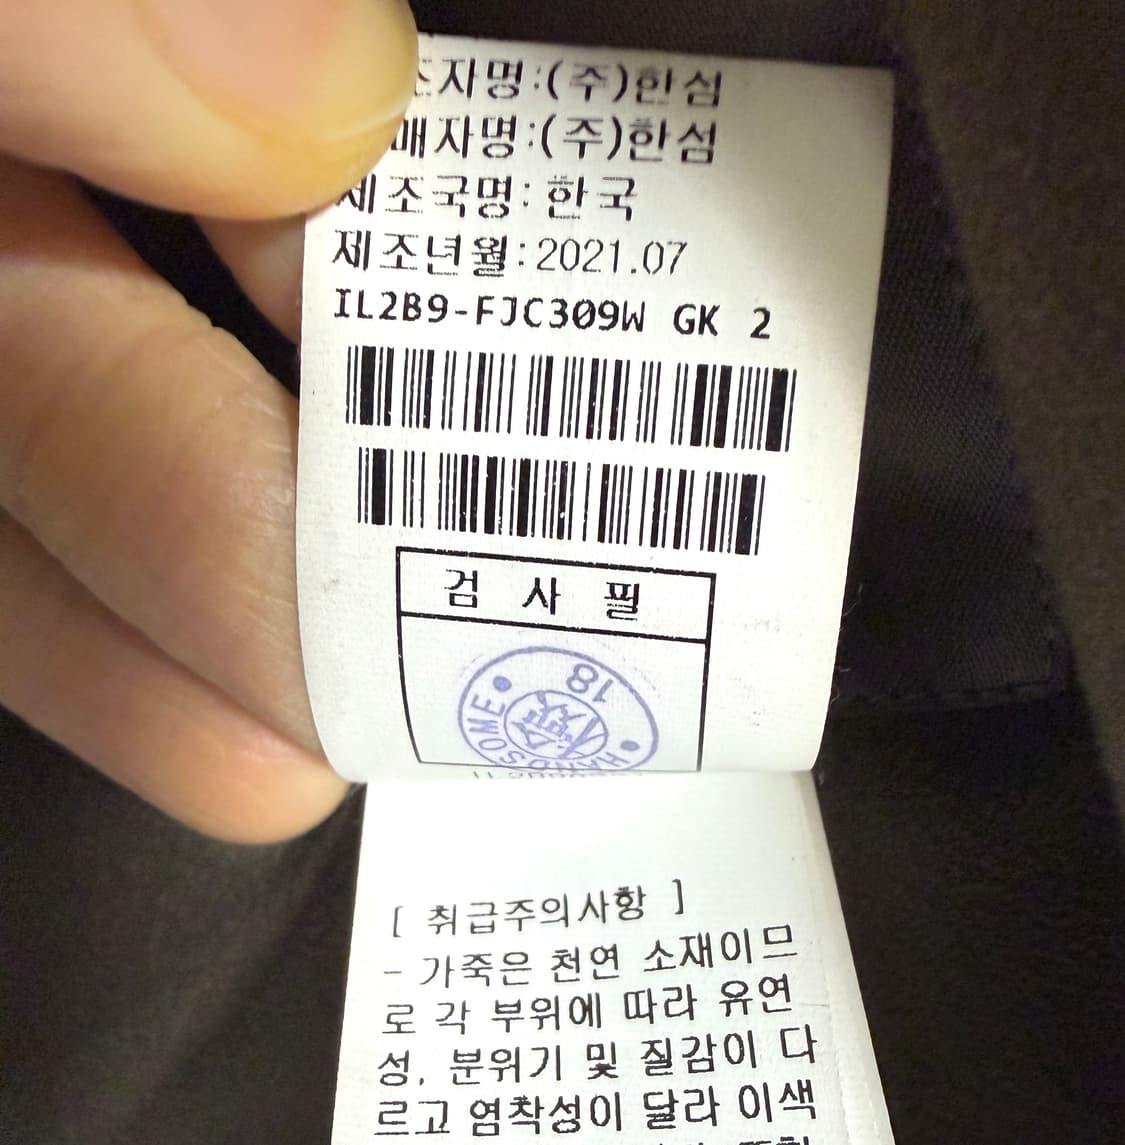 조자명:(주)한섬
매자명:(주)한섬
제조국명: 한국
제조년월:2021.07
IL2B9-FJC309W GK 2
검 사 필
18
HANDSOME
[ 취급주의사항 ]
- 가죽은 천연 소재이므
로 각 부위에 따라 유연
성, 분위기 및 질감이 다
르고 염착성이 달라 이색